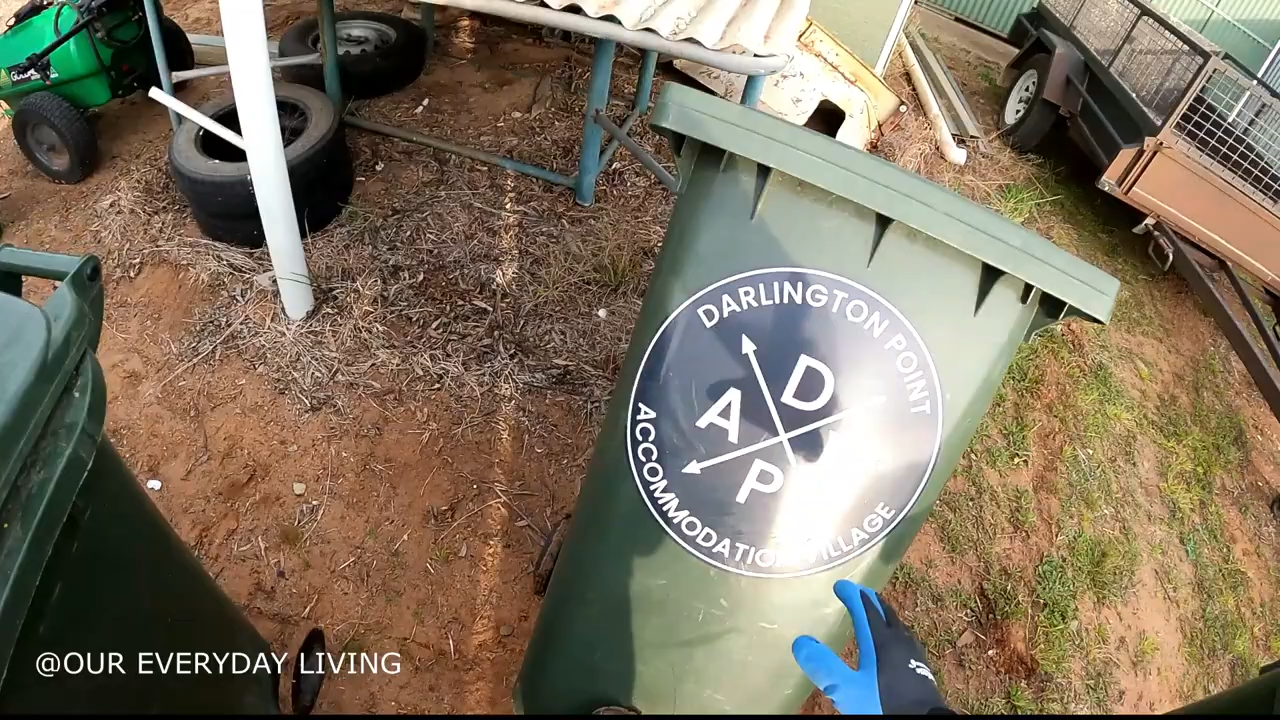 DARLINGTON POINT
D
A
P
ACCOMMODATION VILLAGE
@OUR EVERYDAY LIVING